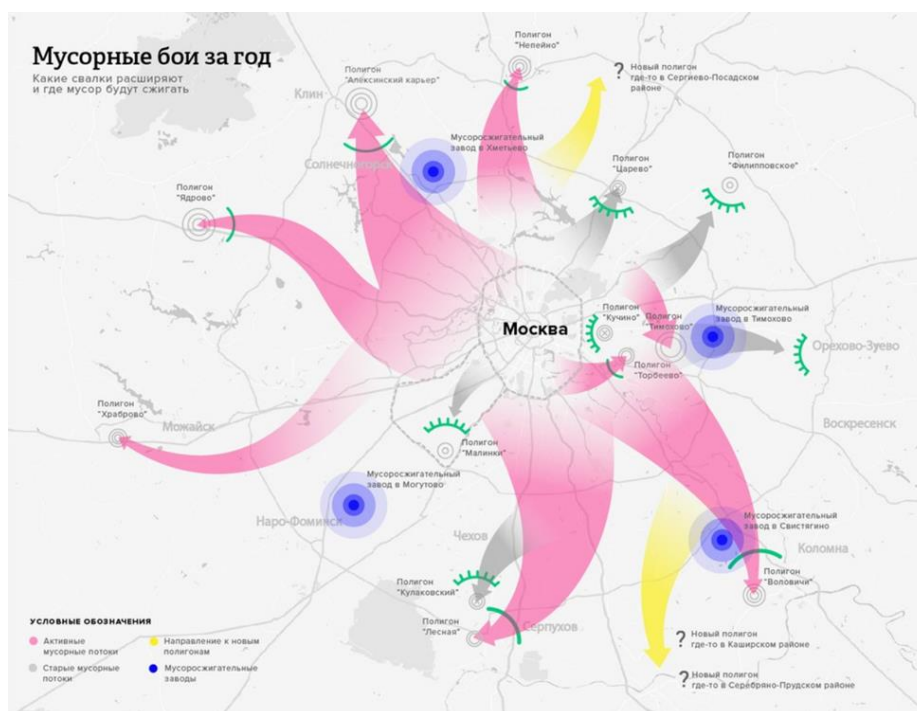 Мусорные бои за год
Какие свалки расширяют
и где мусор будут сжигать
Полигон
"Непейно"
? Новый полигон
где-то в Сергиево-Посадском
районе
Полигон
"Алексинский карьер"
Клин
Мусоросжигательный
завод в Хметьево
Солнечногорск
Полигон
"Царево"
Полигон
"Филипповское"
Полигон
"Ядрово"
Полигон
"Кучино"
Полигон
"Тимохово"
Мусоросжигательный
завод в Тимохово
Москва
Орехово-Зуево
Полигон
"Торбеево"
Полигон
"Храброво"
Можайск
Воскресенск
Полигон
"Малинки"
Мусоросжигательный
завод в Могутово
Наро-Фоминск
Мусоросжигательный
завод в Свистягино
Чехов
Коломна
Полигон
"Кулаковский"
Полигон
"Воловичи"
Полигон
"Лесная"
Серпухов
? Новый полигон
где-то в Каширском районе
? Новый полигон
где-то в Серебряно-Прудском районе
УСЛОВНЫЕ ОБОЗНАЧЕНИЯ
Активные
мусорные потоки
Направление к новым
полигонам
Старые мусорные
потоки
Мусоросжигательные
заводы